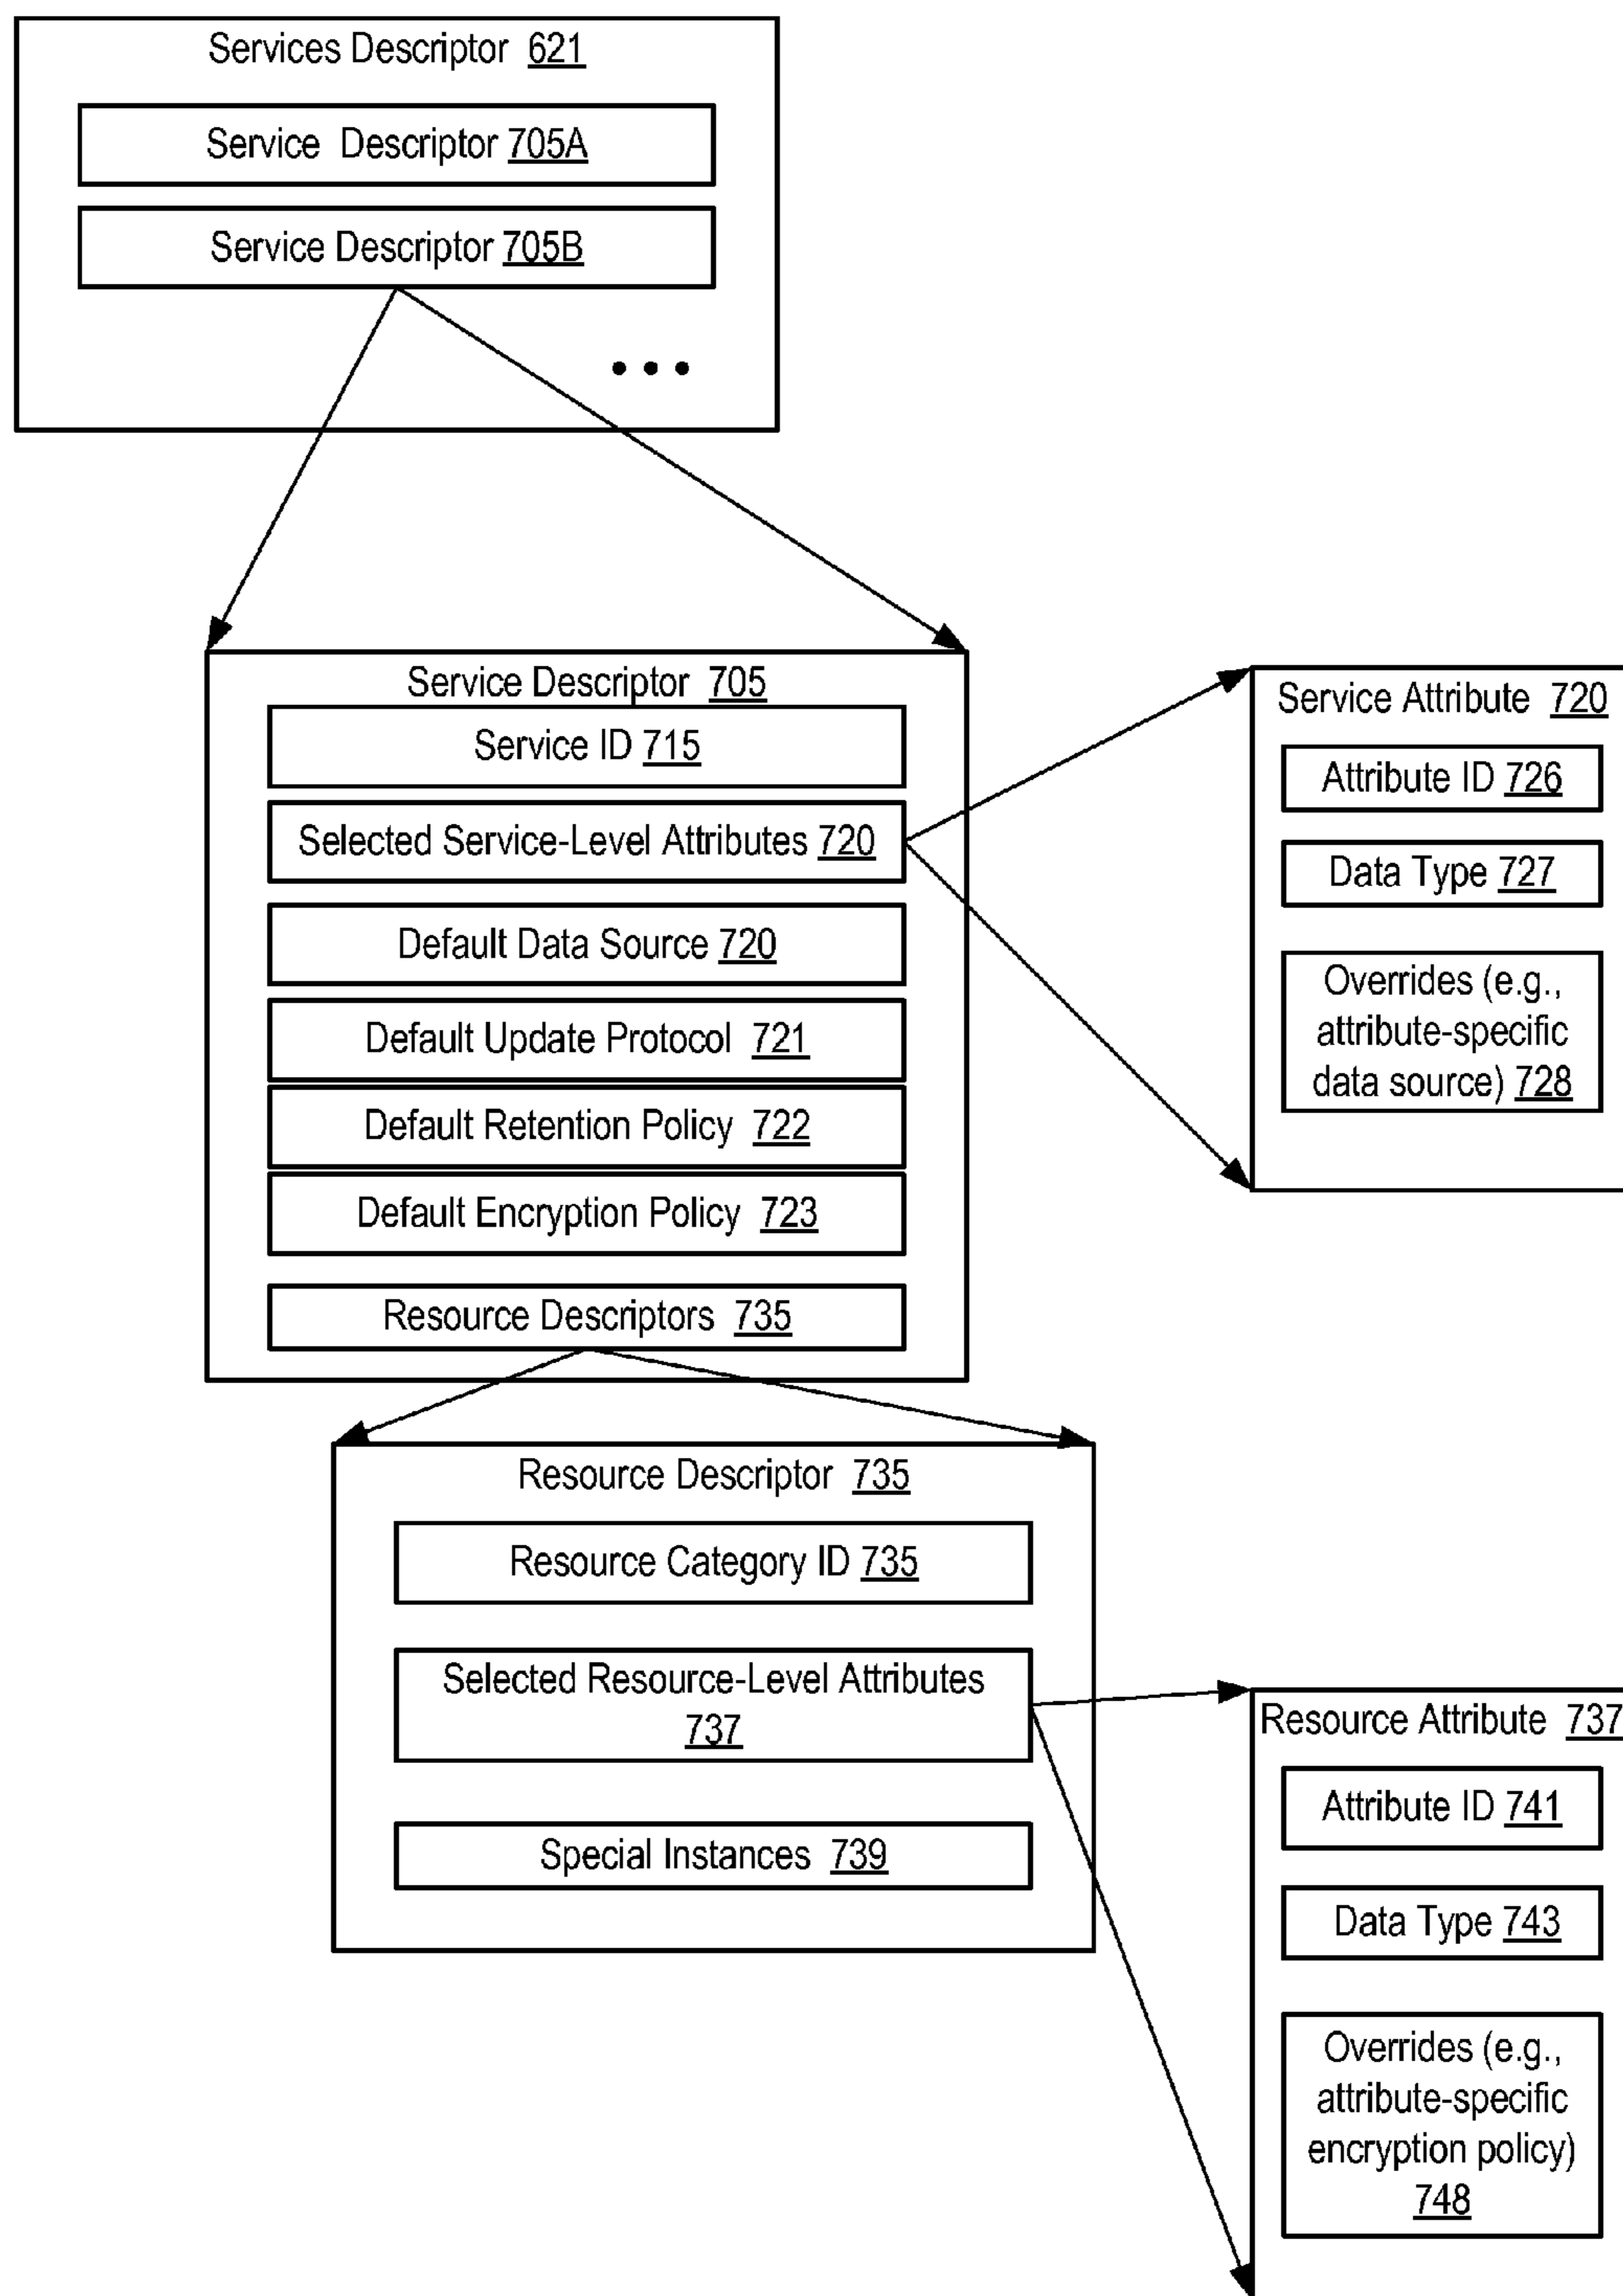 Services Descriptor 621
Service Descriptor 705A
Service Descriptor 705B
Service Descriptor 705
Service ID 715
Selected Service-Level Attributes 720
Default Data Source 720
Default Update Protocol 721
Default Retention Policy 722
Default Encryption Policy 723
Resource Descriptors 735
Service Attribute 720
Attribute ID 726
Data Type 727
Overrides (e.g.,
attribute-specific
data source) 728
Resource Descriptor 735
Resource Category ID 735
Selected Resource-Level Attributes
737
Special Instances 739
Resource Attribute 737
Attribute ID 741
Data Type 743
Overrides (e.g.,
attribute-specific
encryption policy)
748